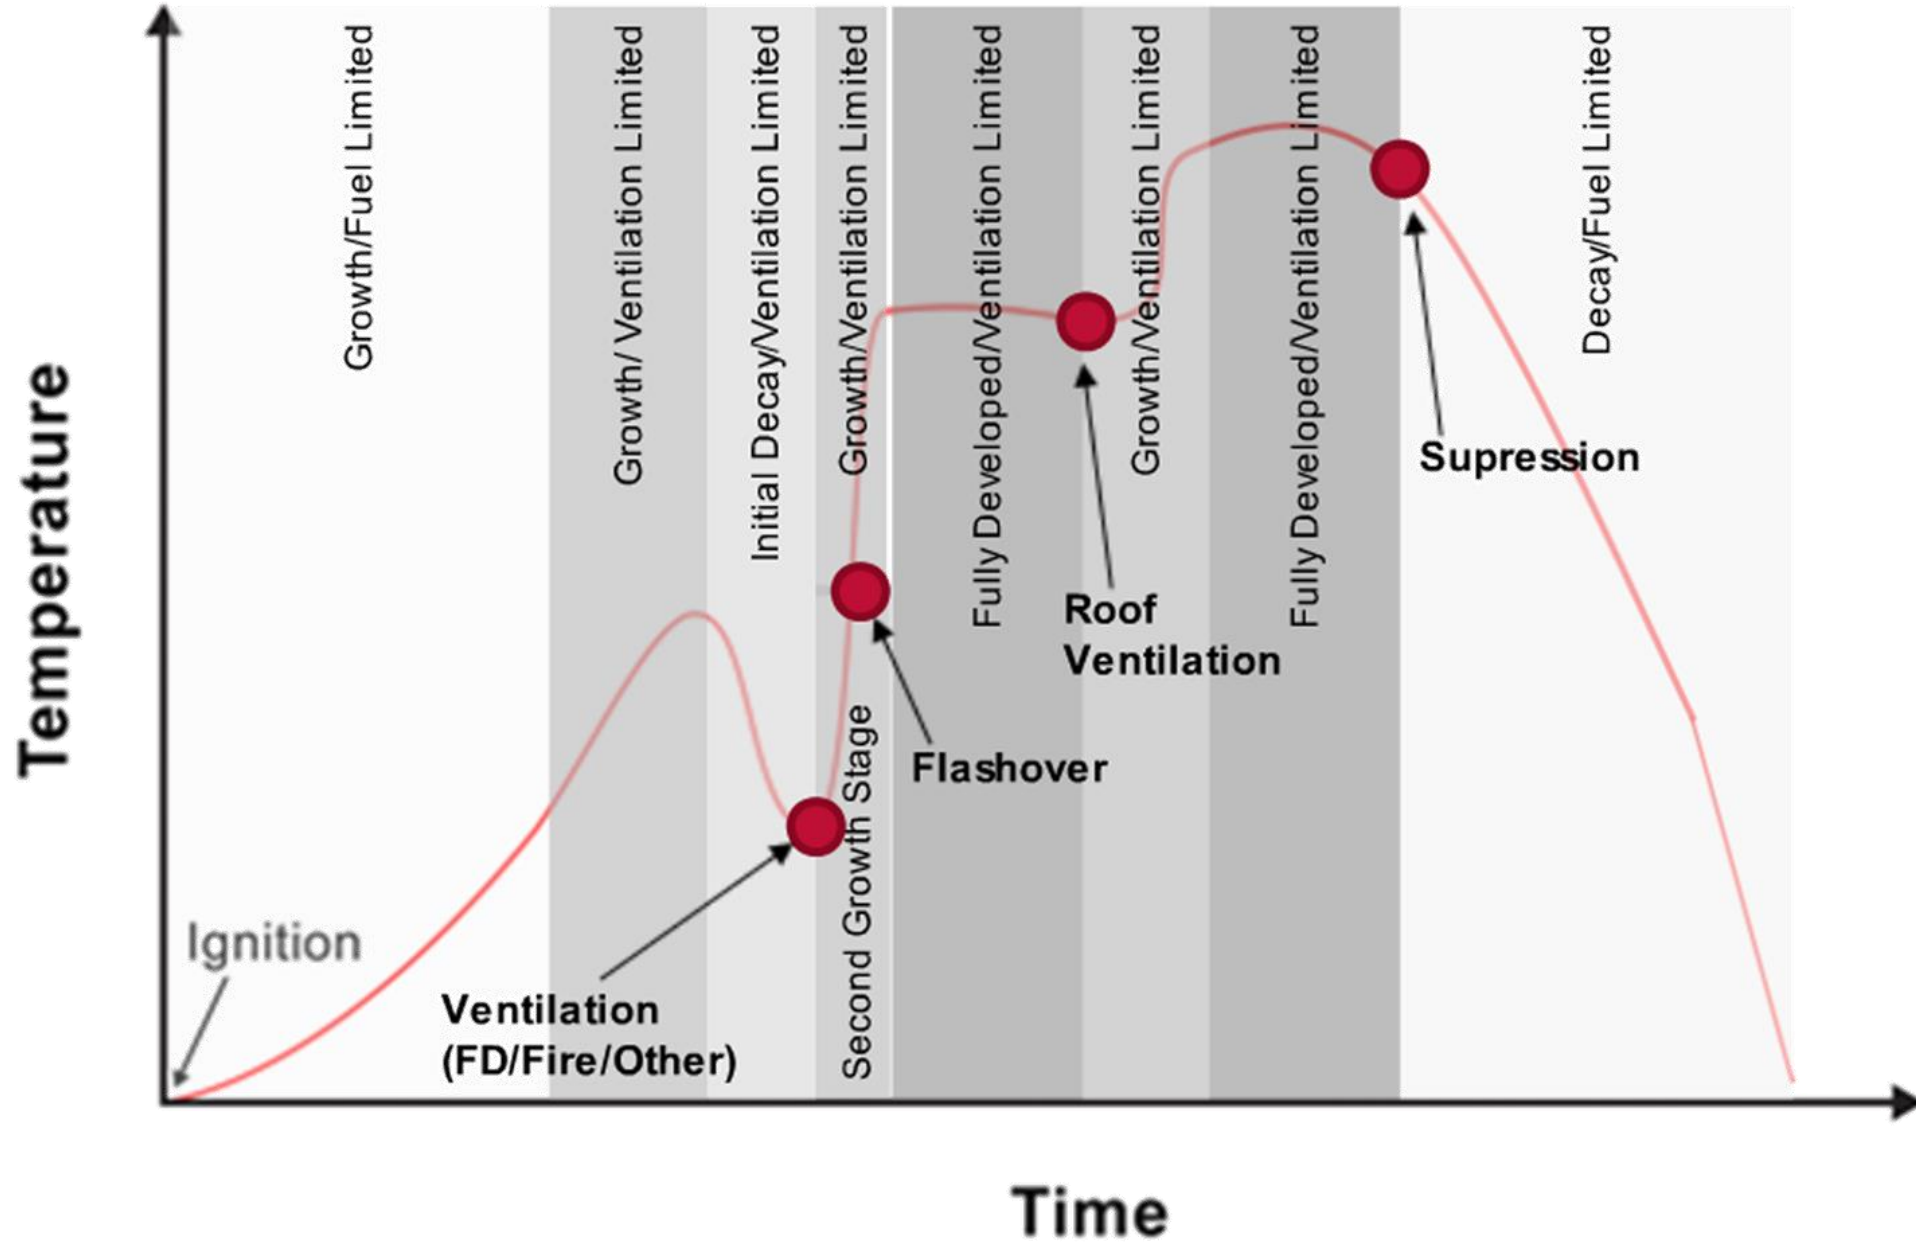 Growth/Fuel Limited
Growth/ Ventilation Limited
Initial Decay/Ventilation Limited
Growth/Ventilation Limited
Fully Developed/Ventilation Limited
Growth/Ventilation Limited
Fully Developed/Ventilation Limited
Decay/Fuel Limited
Temperature
Supression
Roof
Ventilation
Flashover
Second Growth Stage
Ignition
Ventilation
(FD/Fire/Other)
Time